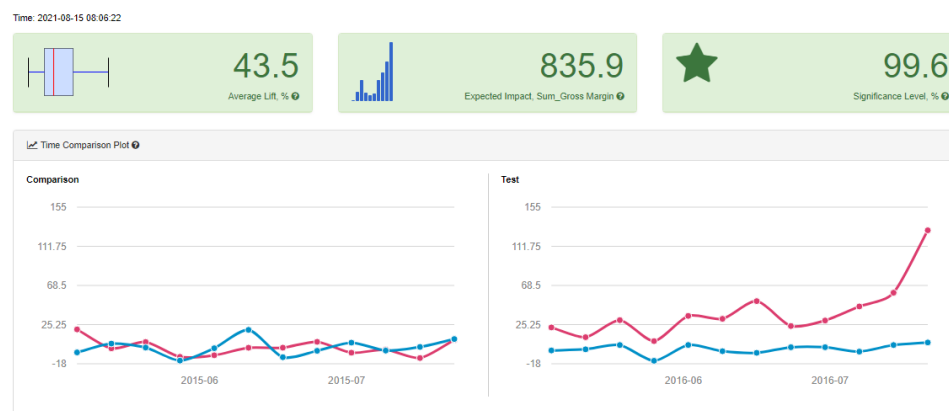 Time: 2021-08-15 08:06:22
43.5
Average Lift, %
835.9
Expected Impact, Sum_Gross Margin
99.6
Significance Level, %
Time Comparison Plot
Comparison
155
111.75
68.5
25.25
-18
2015-06
2015-07
Test
155
111.75
68.5
25.25
-18
2016-06
2016-07